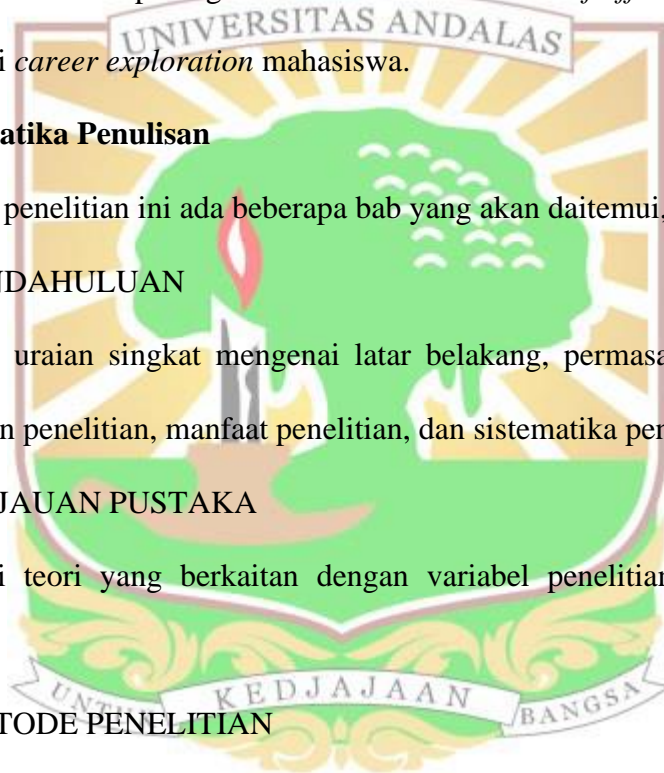 UNIVERSITAS ANDALAS
i career exploration mahasiswa.
atika Penulisan
penelitian ini ada beberapa bab yang akan daitemui,
NDAHULUAN
uraian singkat mengenai latar belakang, permasa
n penelitian, manfaat penelitian, dan sistematika pen
JAUAN PUSTAKA
i teori yang berkaitan dengan variabel penelitian
UNTUK KEDJAJAAN BANGSA
TODE PENELITIAN